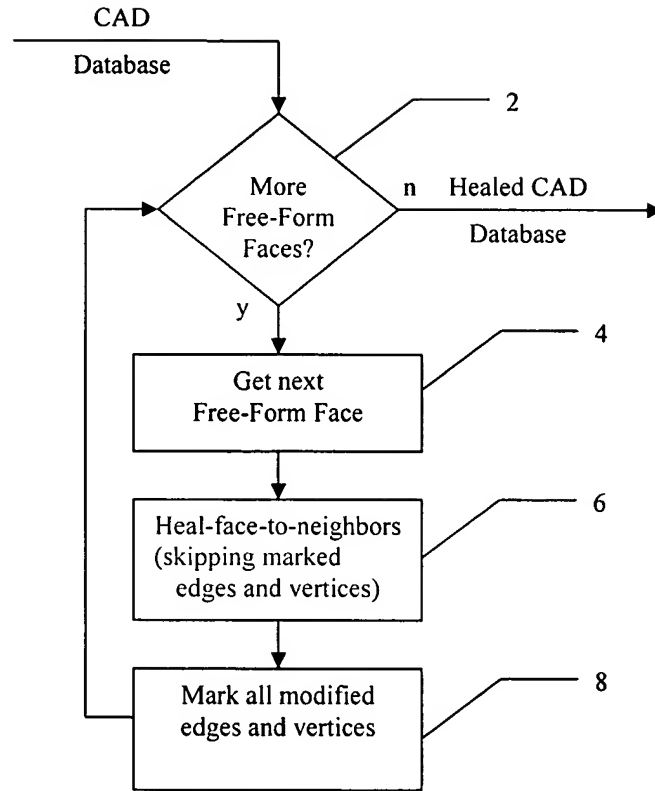 CAD
Database
2
More
Free-Form
Faces?
n
Healed CAD
Database
y
4
Get next
Free-Form Face
6
Heal-face-to-neighbors
(skipping marked
edges and vertices)
8
Mark all modified
edges and vertices